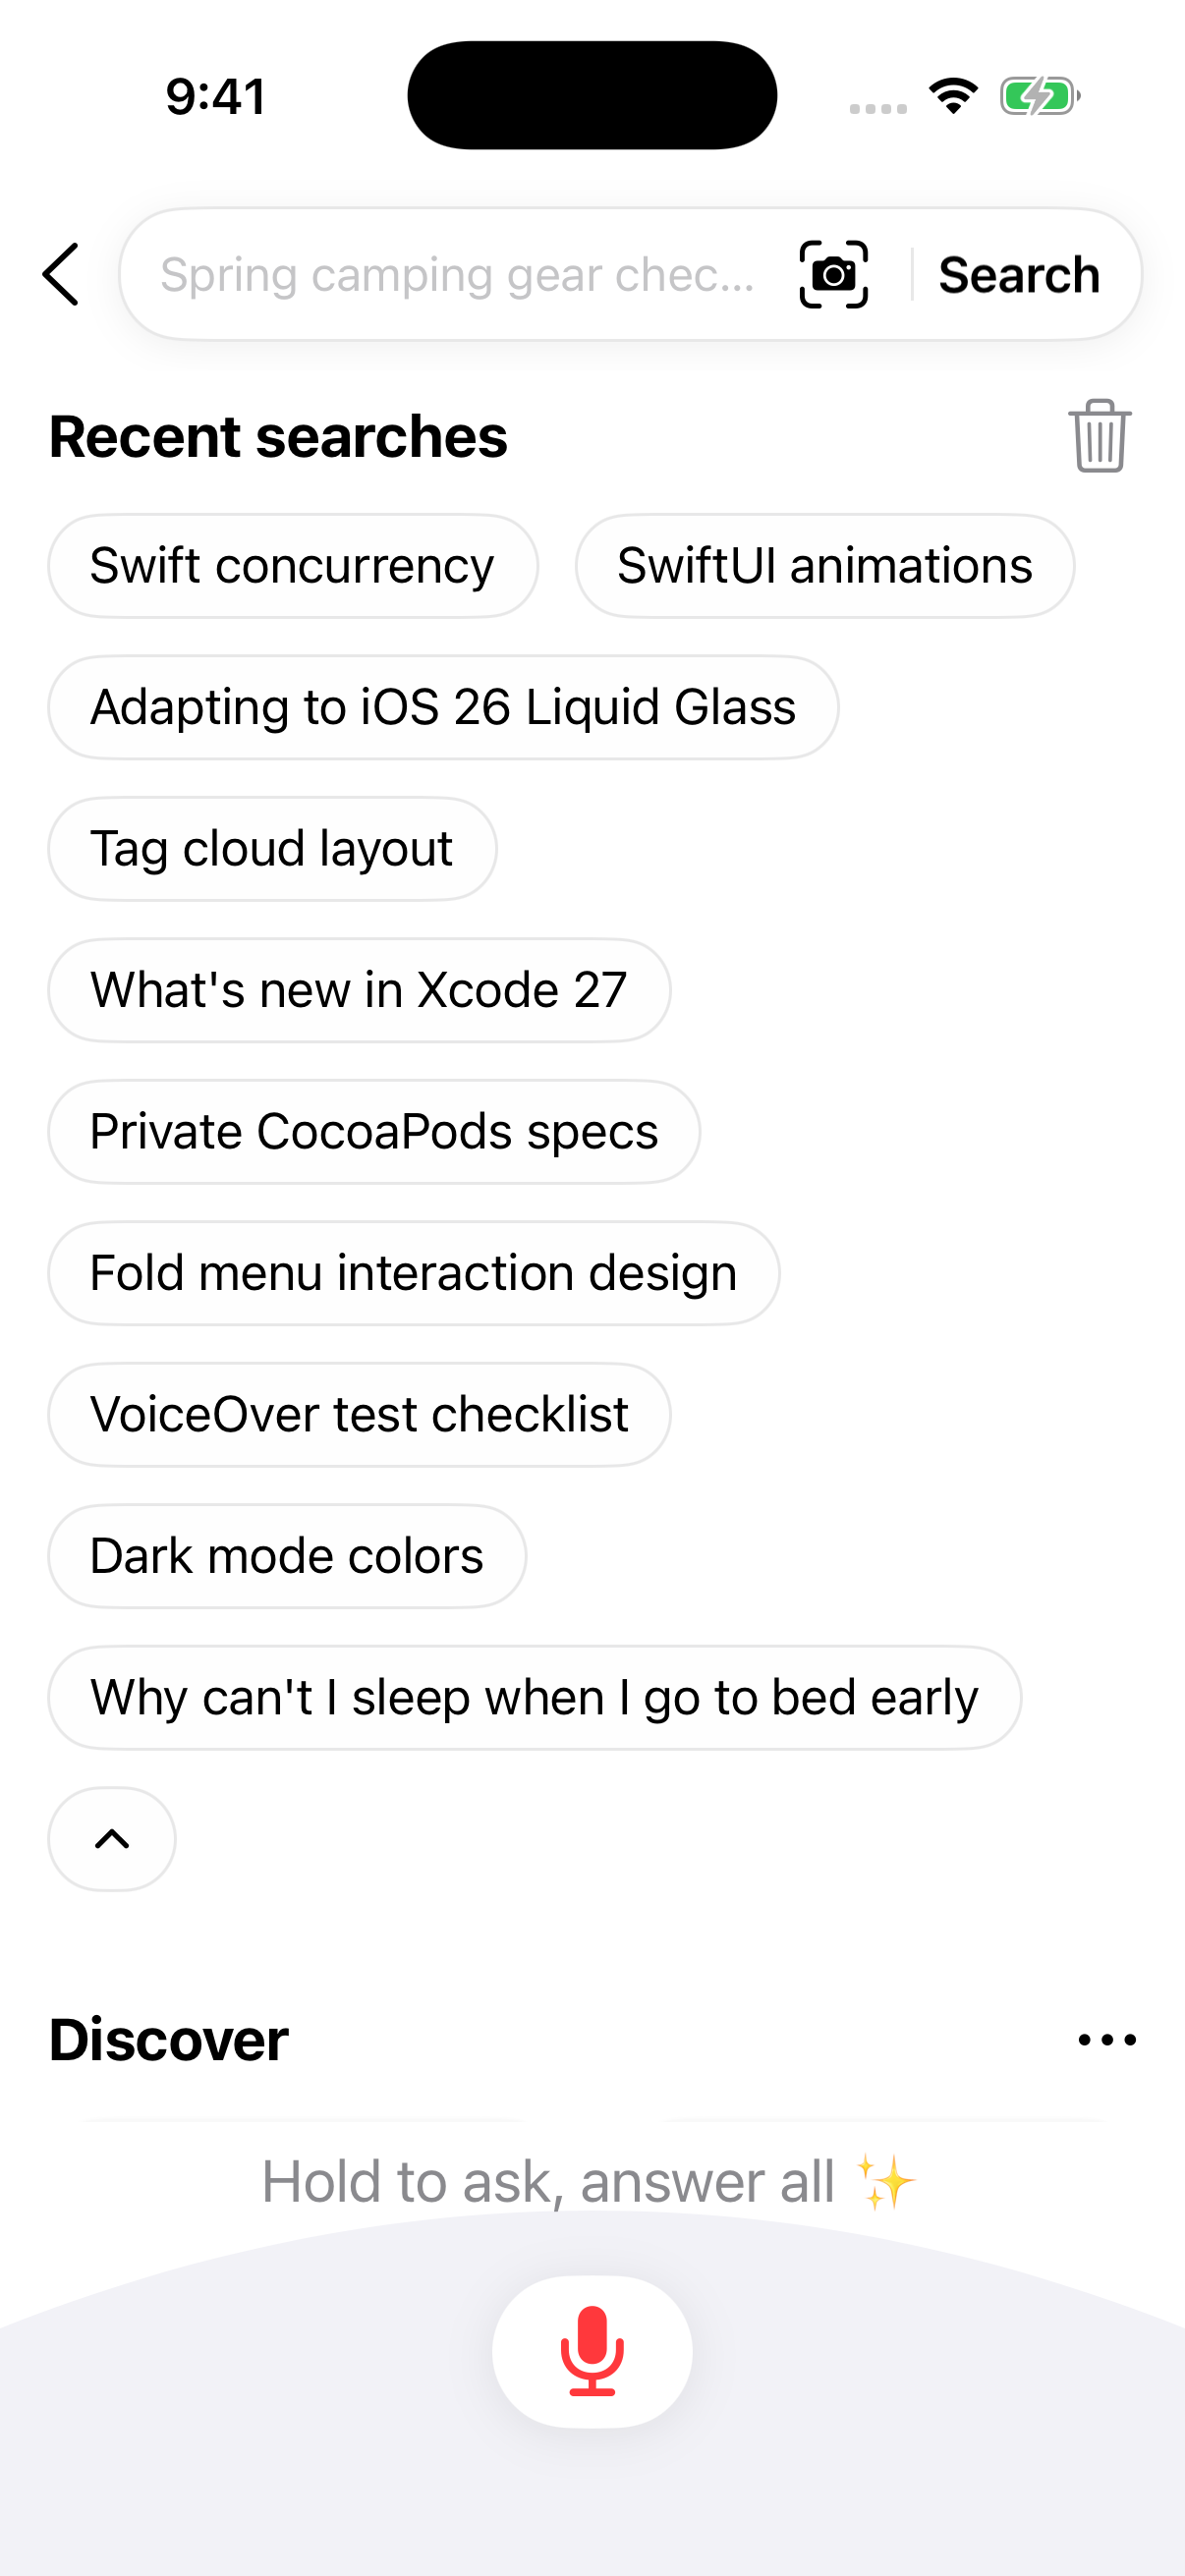 9:41
Spring camping gear chec...
Search
Recent searches
Swift concurrency
SwiftUI animations
Adapting to iOS 26 Liquid Glass
Tag cloud layout
What's new in Xcode 27
Private CocoaPods specs
Fold menu interaction design
VoiceOver test checklist
Dark mode colors
Why can't I sleep when I go to bed early
Discover
Hold to ask, answer all ✨